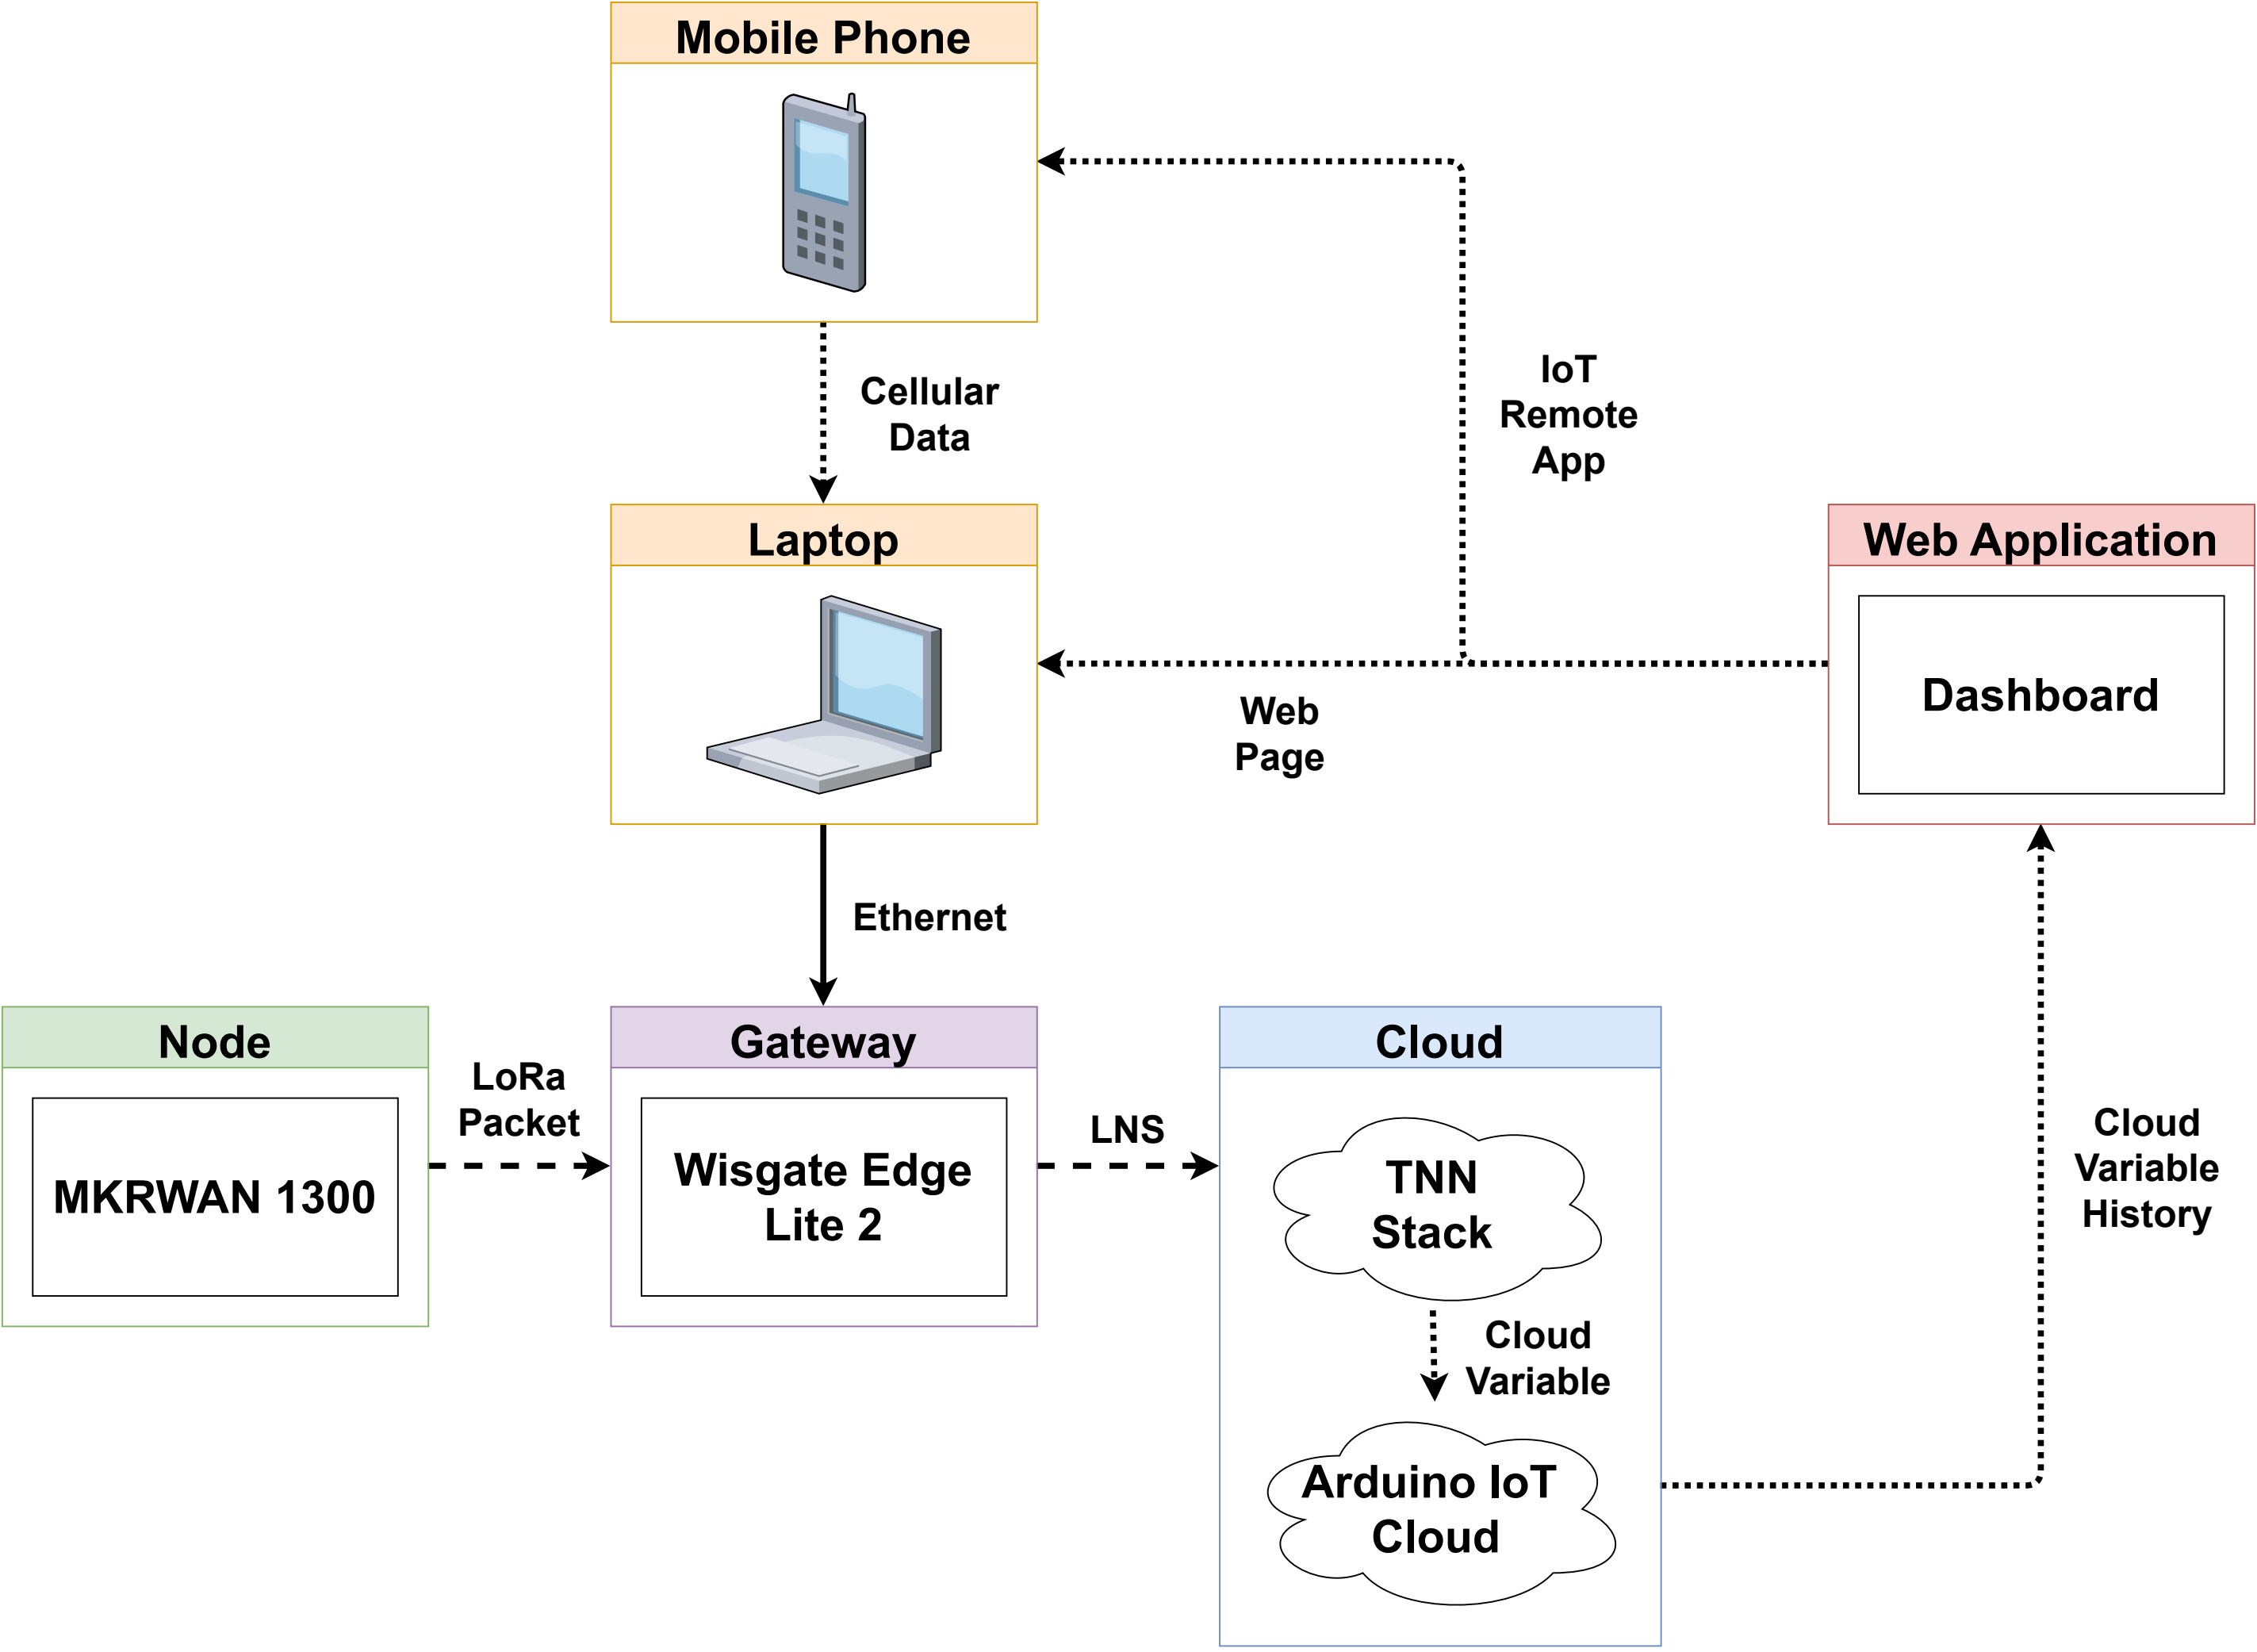 Mobile Phone
Cellular
Data
IoT
Remote
App
Laptop
Web Application
Dashboard
Web
Page
Ethernet
Node
MKRWAN 1300
LoRa
Packet
Gateway
Wisgate Edge
Lite 2
LNS
Cloud
TNN
Stack
Cloud
Variable
Arduino IoT
Cloud
Cloud
Variable
History